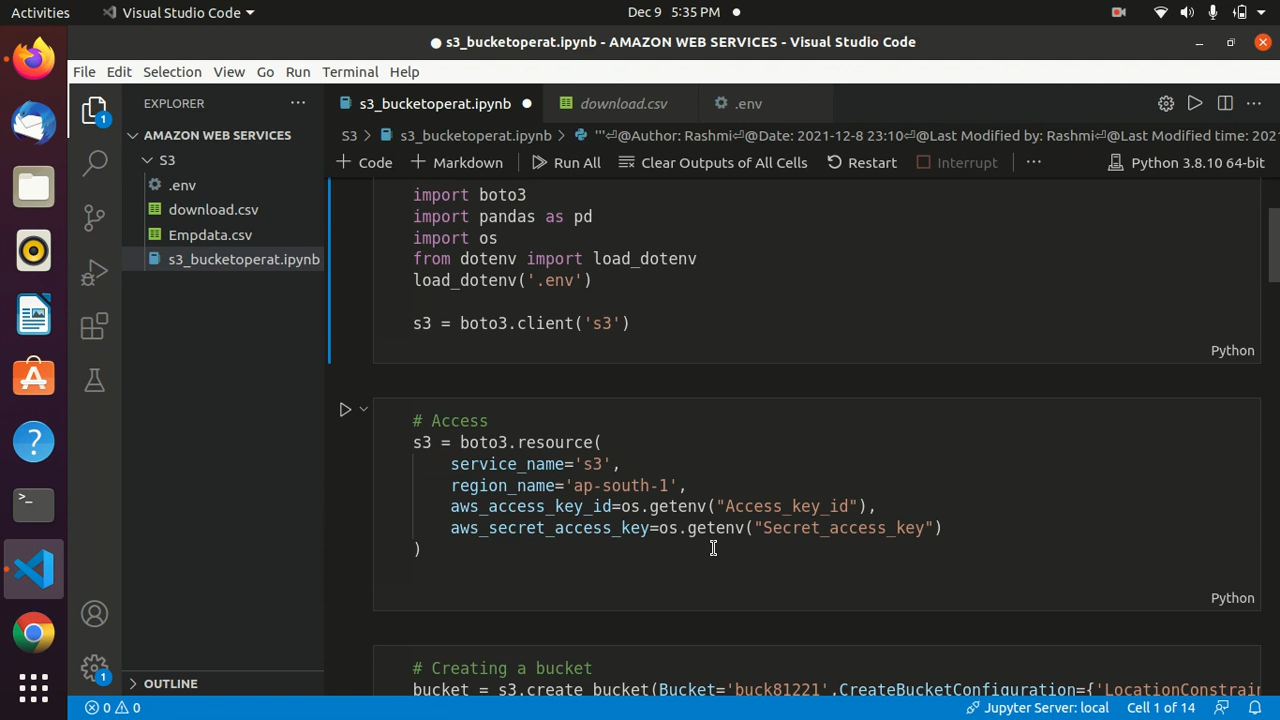 Activities
Visual Studio Code
Dec 9 5:35 PM
● s3_bucketoperat.ipynb - AMAZON WEB SERVICES - Visual Studio Code
File Edit Selection View Go Run Terminal Help
1
EXPLORER
s3_bucketoperat.ipynb
download.csv
.env
AMAZON WEB SERVICES
S3 > s3_bucketoperat.ipynb > '''⏎@Author: Rashmi⏎@Date: 2021-12-8 23:10⏎@Last Modified by: Rashmi⏎@Last Modified time: 202
S3
.env
download.csv
Empdata.csv
s3_bucketoperat.ipynb
+ Code + Markdown Run All Clear Outputs of All Cells Restart Interrupt ... Python 3.8.10 64-bit
import boto3
import pandas as pd
import os
from dotenv import load_dotenv
load_dotenv('.env')
s3 = boto3.client('s3')
Python
# Access
s3 = boto3.resource(
service_name='s3',
region_name='ap-south-1',
aws_access_key_id=os.getenv("Access_key_id"),
aws_secret_access_key=os.getenv("Secret_access_key")
)
Python
# Creating a bucket
bucket = s3.create_bucket(Bucket='buck81221',CreateBucketConfiguration={'LocationConstrain
1
OUTLINE
0 0
Jupyter Server: local
Cell 1 of 14